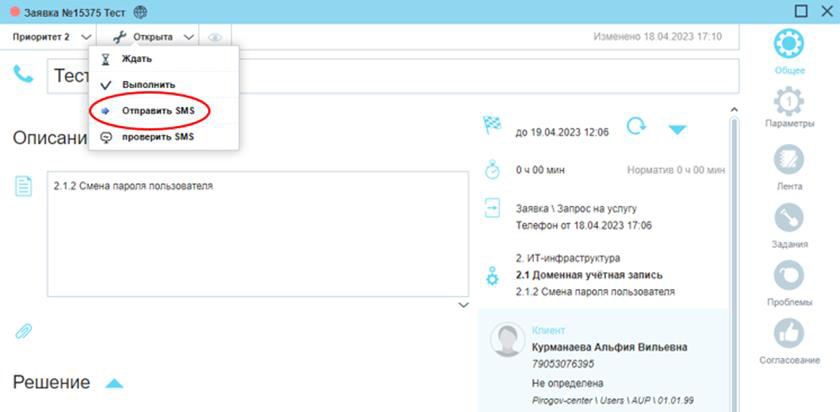 Заявка №15375 Тест
Приоритет 2
Открыта
Изменено 18.04.2023 17:10
Ждать
Выполнить
Отправить SMS
проверить SMS
Тест
Описани
2.1.2 Смена пароля пользователя
до 19.04.2023 12:06
0 ч 00 мин
Норматив 0 ч 00 мин
Заявка \ Запрос на услугу
Телефон от 18.04.2023 17:06
2. ИТ-инфраструктура
2.1 Доменная учётная запись
2.1.2 Смена пароля пользователя
Клиент
Курманаева Альфия Вильевна
79053076395
Не определена
Pirogov-center \ Users \ AUP \ 01.01.99
Решение
Общее
1
Параметры
Лента
Задания
Проблемы
Согласование